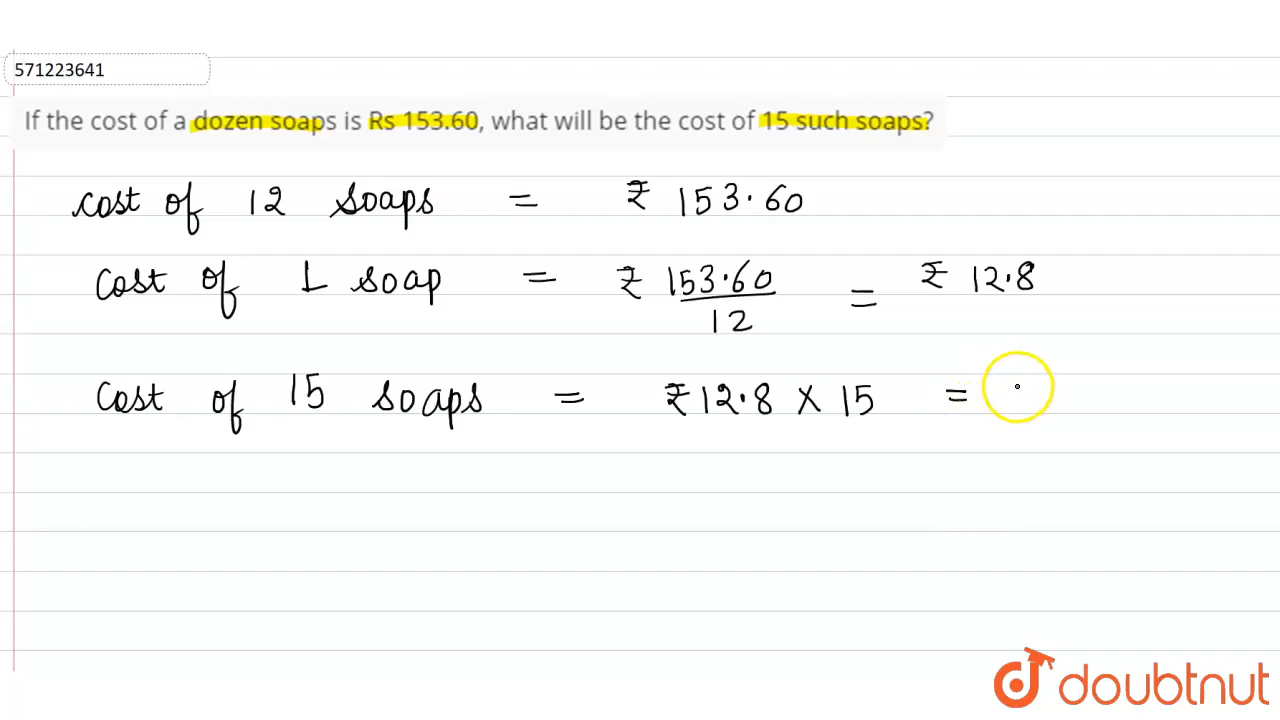 571223641
If the cost of a dozen soaps is Rs 153.60, what will be the cost of 15 such soaps?
cost of 12 soaps = ₹ 153.60
cost of 1 soap = ₹ 153.60/12 = ₹ 12.8
cost of 15 soaps = ₹12.8 × 15 =
doubtnut